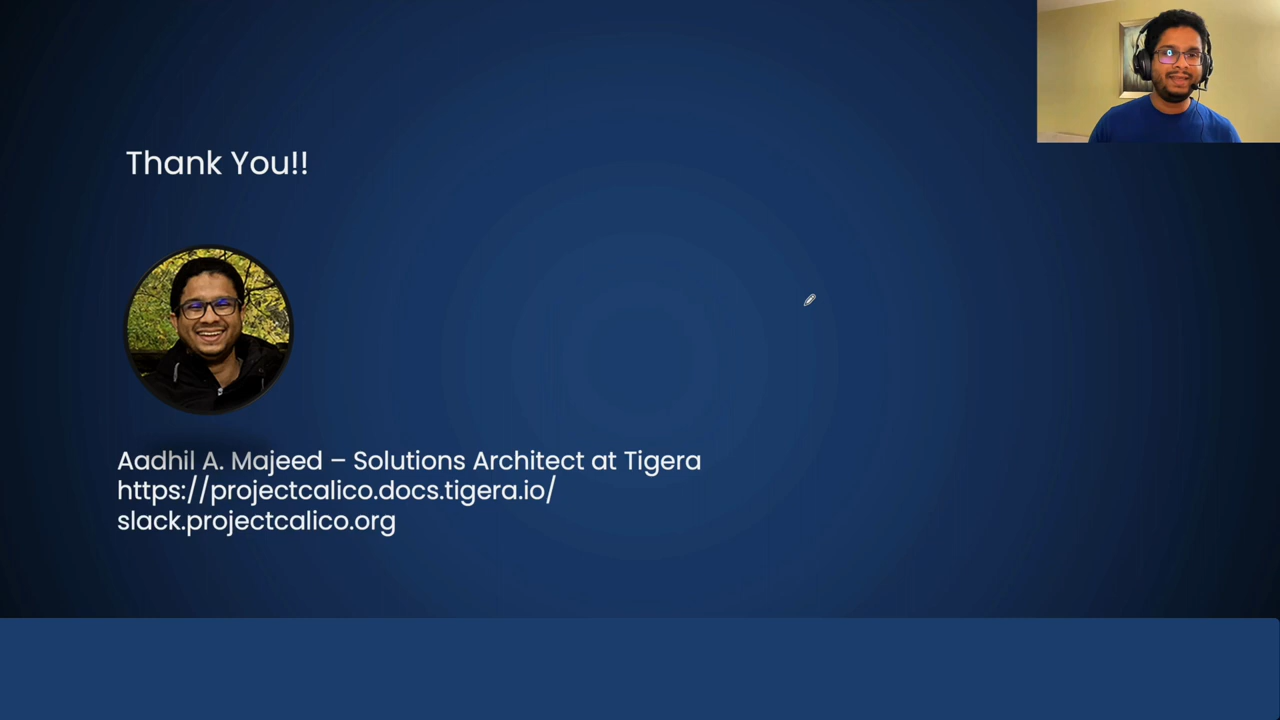 Thank You!!
Aadhil A. Majeed – Solutions Architect at Tigera
https://projectcalico.docs.tigera.io/
slack.projectcalico.org